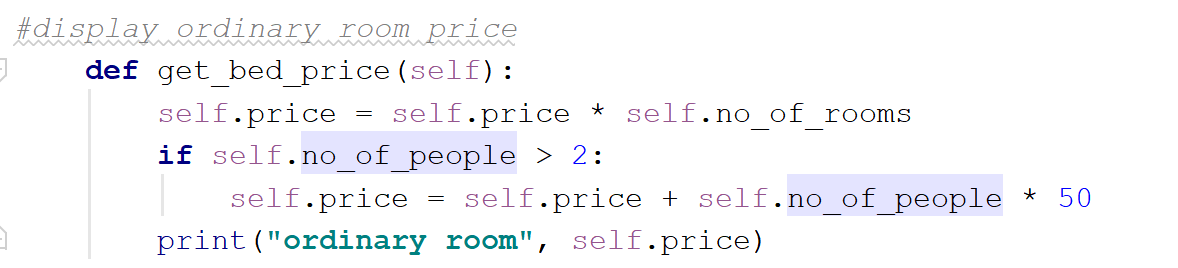 #display ordinary room price
def get_bed_price(self):
self.price = self.price * self.no_of_rooms
if self.no_of_people > 2:
self.price = self.price + self.no_of_people * 50
print("ordinary room", self.price)